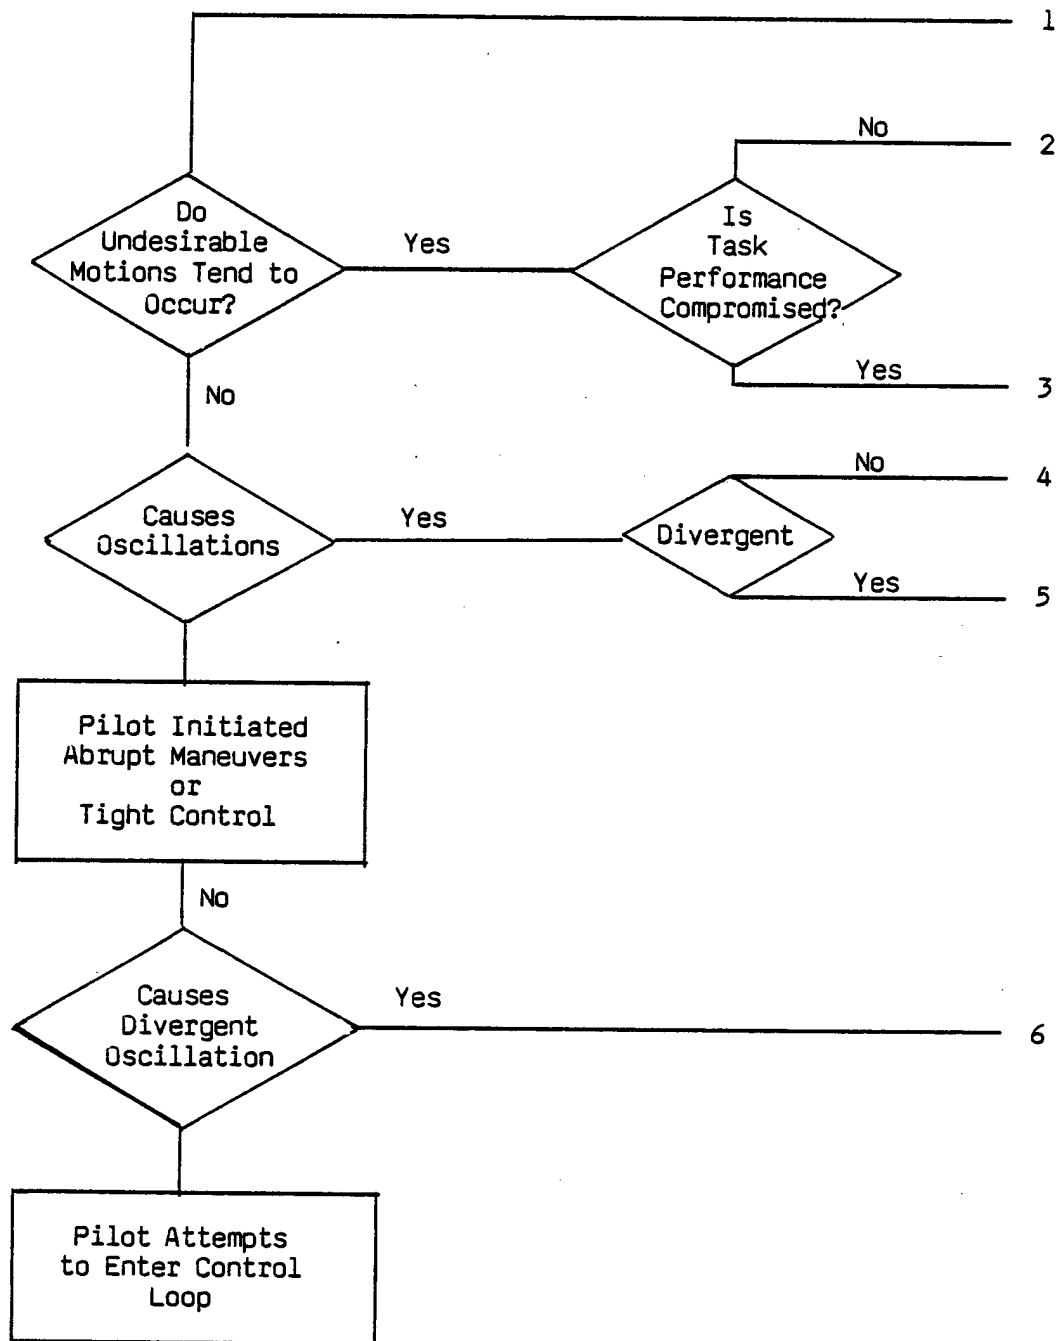 1
No
2
Do
Undesirable
Motions Tend to
Occur?
Yes
Is
Task
Performance
Compromised?
Yes
3
No
No
4
Causes
Oscillations
Yes
Divergent
Yes
5
Pilot Initiated
Abrupt Maneuvers
or
Tight Control
No
Causes
Divergent
Oscillation
Yes
6
Pilot Attempts
to Enter Control
Loop